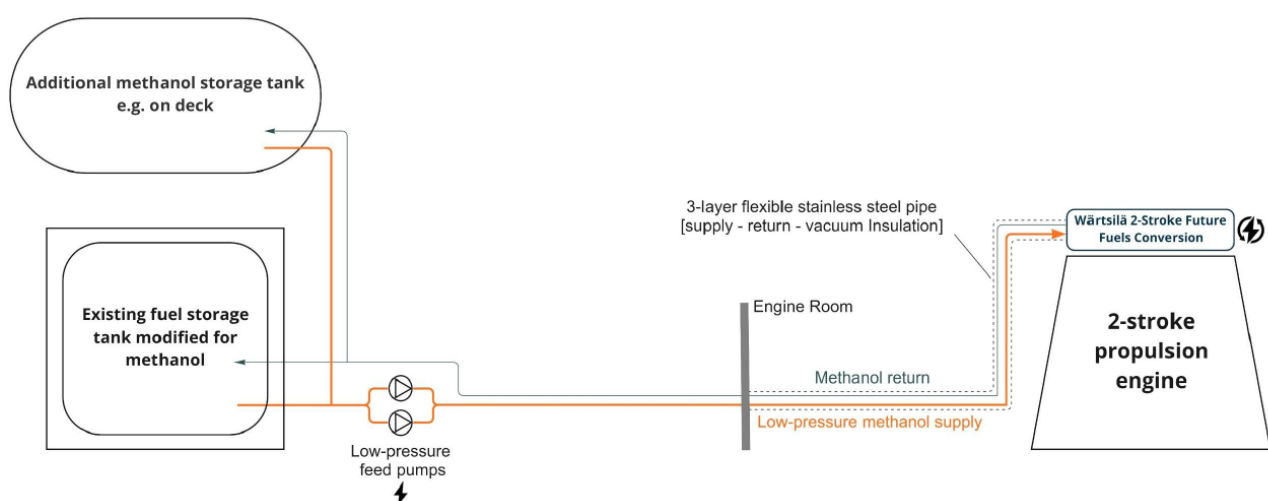 Additional methanol storage tank
e.g. on deck
3-layer flexible stainless steel pipe
[supply - return - vacuum Insulation]
Wärtsilä 2-Stroke Future
Fuels Conversion
Existing fuel storage
tank modified for
methanol
Engine Room
2-stroke
propulsion
engine
Methanol return
Low-pressure methanol supply
Low-pressure
feed pumps